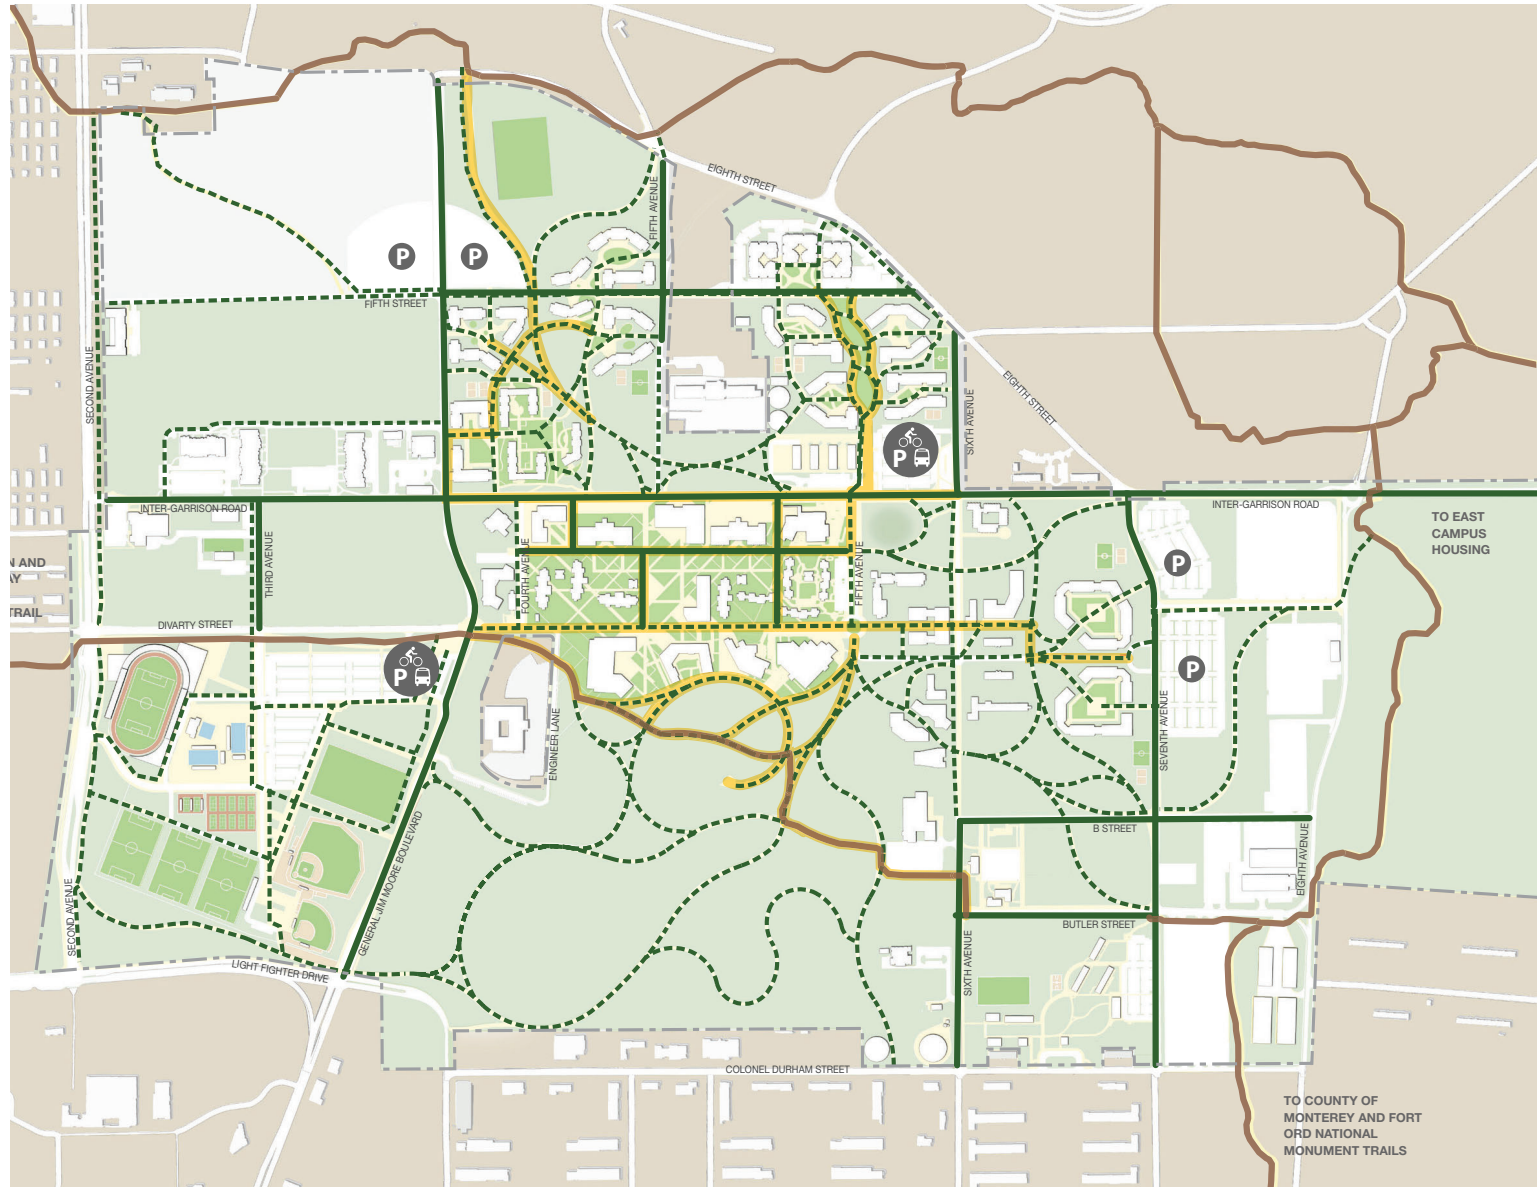 EIGHTH STREET
FIFTH AVENUE
P
P
FIFTH STREET
SECOND AVENUE
EIGHTH STREET
SIXTH AVENUE
P
INTER-GARRISON ROAD
INTER-GARRISON ROAD
TO EAST
CAMPUS
HOUSING
THIRD AVENUE
FOURTH AVENUE
FIFTH AVENUE
P
N AND
AY
TRAIL
DIVARTY STREET
P
P
SEVENTH AVENUE
ENGINEER LANE
GENERAL JIM MOORE BOULEVARD
B STREET
EIGHTH AVENUE
SECOND AVENUE
BUTLER STREET
SIXTH AVENUE
LIGHT FIGHTER DRIVE
COLONEL DURHAM STREET
TO COUNTY OF
MONTEREY AND FORT
ORD NATIONAL
MONUMENT TRAILS